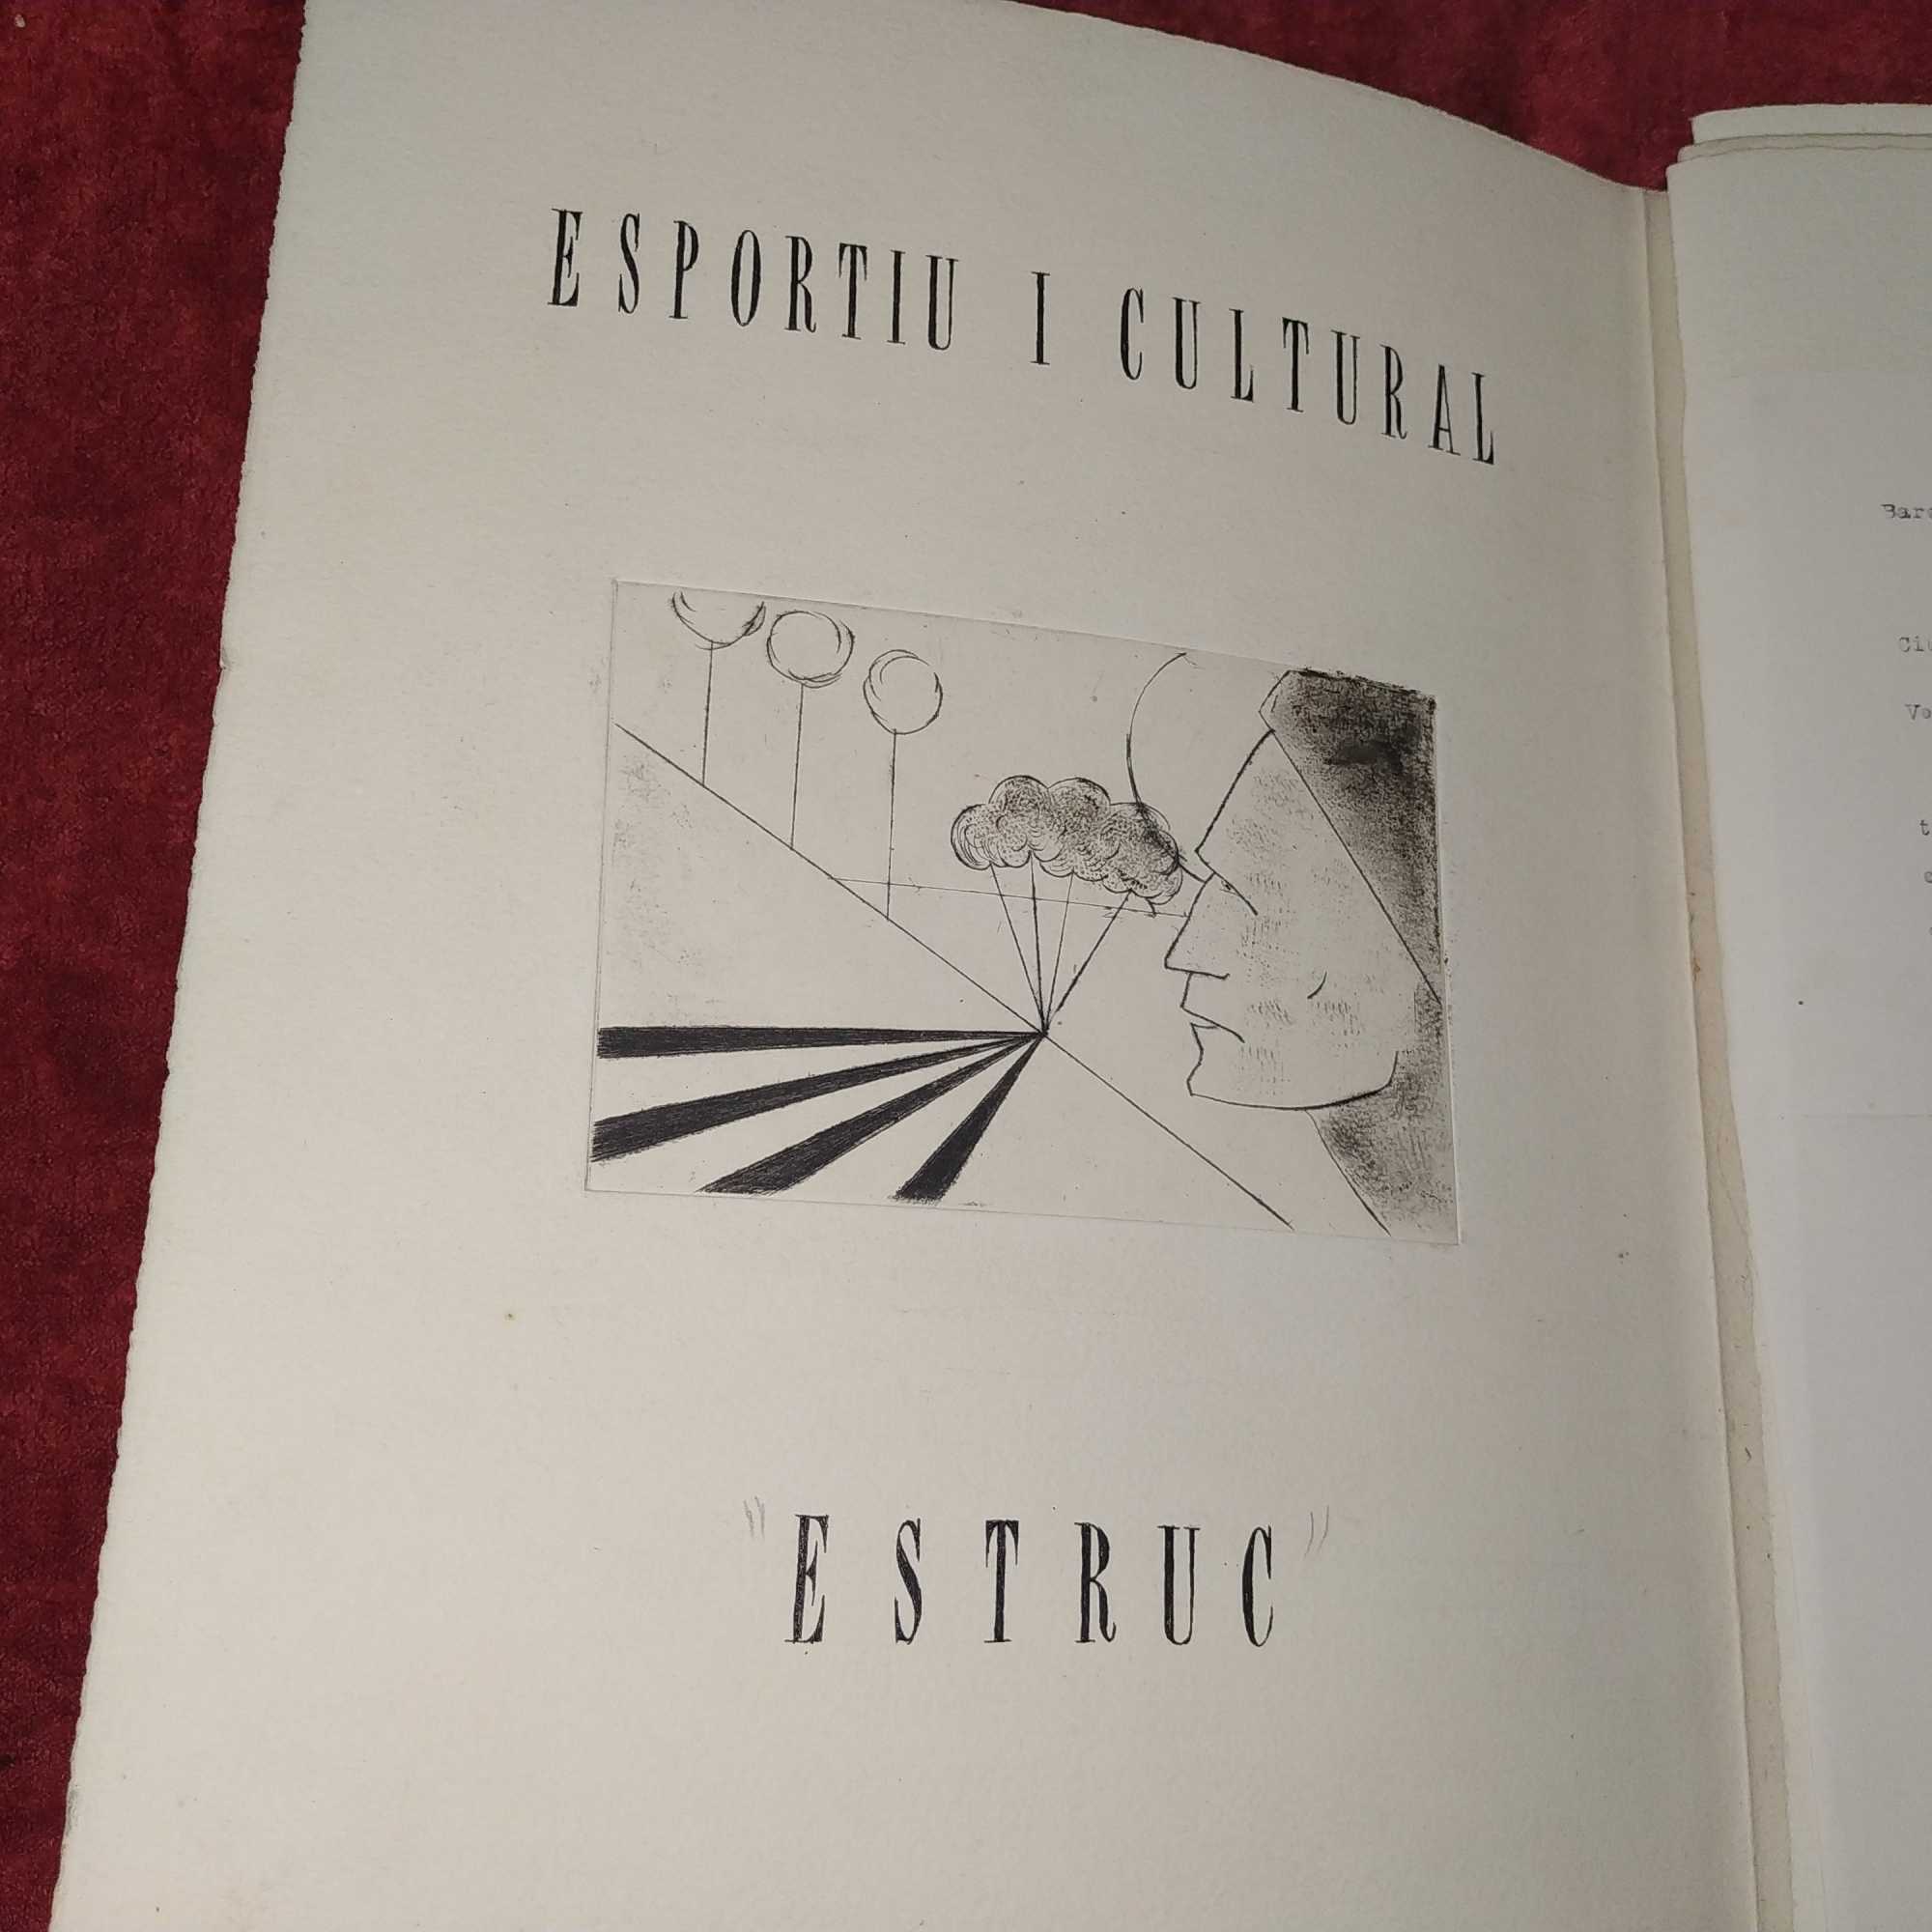 ESPORTIU I CULTURAL
"ESTRUC"